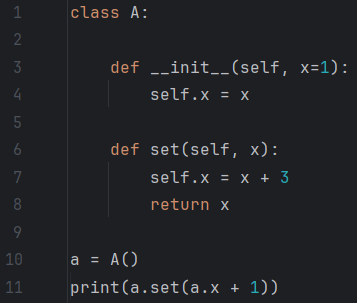 1 class A:
2
3     def __init__(self, x=1):
4         self.x = x
5
6     def set(self, x):
7         self.x = x + 3
8         return x
9
10 a = A()
11 print(a.set(a.x + 1))